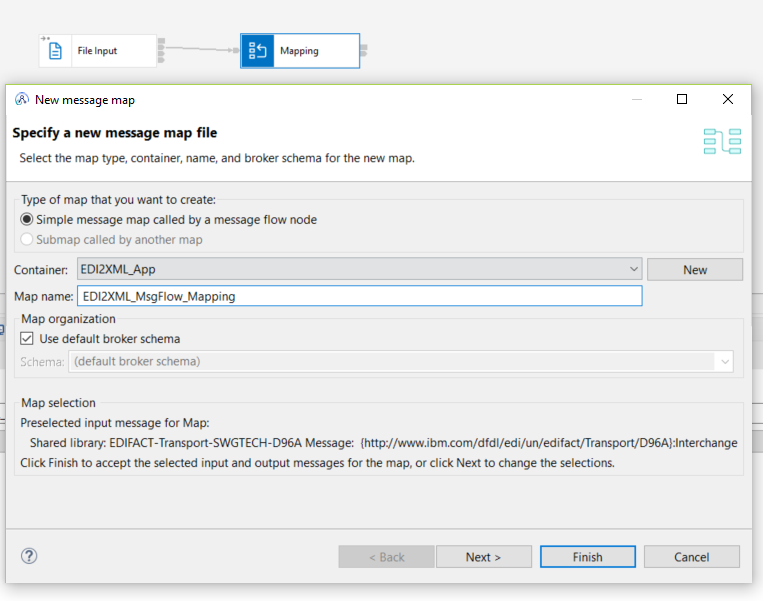 File Input
Mapping
New message map
Specify a new message map file
Select the map type, container, name, and broker schema for the new map.
Type of map that you want to create:
Simple message map called by a message flow node
Submap called by another map
Container: EDI2XML_App New
Map name: EDI2XML_MsgFlow_Mapping
Map organization
Use default broker schema
Schema: (default broker schema)
Map selection
Preselected input message for Map:
Shared library: EDIFACT-Transport-SWGTECH-D96A Message: {http://www.ibm.com/dfdl/edi/un/edifact/Transport/D96A}:Interchange
Click Finish to accept the selected input and output messages for the map, or click Next to change the selections.
< Back Next > Finish Cancel